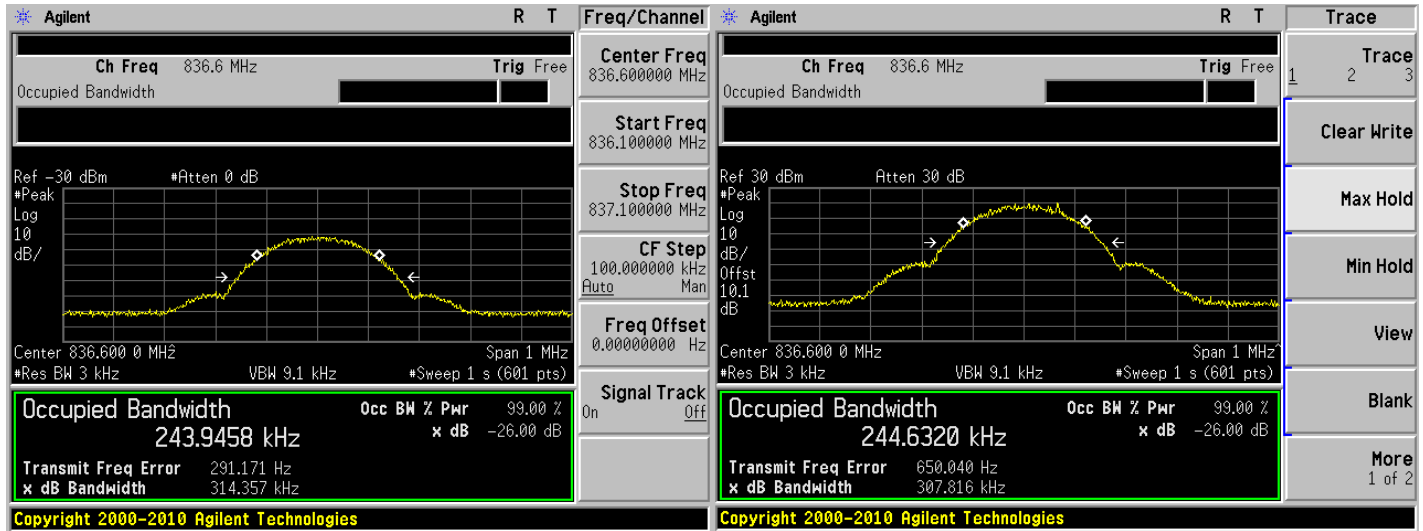 Agilent R T
Freq/Channel
Ch Freq 836.6 MHz Trig Free
Occupied Bandwidth
Center Freq
836.600000 MHz
Start Freq
836.100000 MHz
Stop Freq
837.100000 MHz
CF Step
100.000000 kHz
Auto Man
Freq Offset
0.00000000 Hz
Signal Track
On Off
Ref -30 dBm #Atten 0 dB
#Peak
Log
10
dB/
Center 836.600 0 MHz Span 1 MHz
#Res BW 3 kHz VBW 9.1 kHz #Sweep 1 s (601 pts)
Occupied Bandwidth Occ BW % Pwr 99.00 %
243.9458 kHz x dB -26.00 dB
Transmit Freq Error 291.171 Hz
x dB Bandwidth 314.357 kHz
Copyright 2000-2010 Agilent Technologies
Agilent R T
Trace
Ch Freq 836.6 MHz Trig Free
Occupied Bandwidth
Trace
1 2 3
Clear Write
Max Hold
Min Hold
View
Blank
More
1 of 2
Ref 30 dBm Atten 30 dB
#Peak
Log
10
dB/
Offst
10.1
dB
Center 836.600 0 MHz Span 1 MHz
#Res BW 3 kHz VBW 9.1 kHz #Sweep 1 s (601 pts)
Occupied Bandwidth Occ BW % Pwr 99.00 %
244.6320 kHz x dB -26.00 dB
Transmit Freq Error 650.040 Hz
x dB Bandwidth 307.816 kHz
Copyright 2000-2010 Agilent Technologies